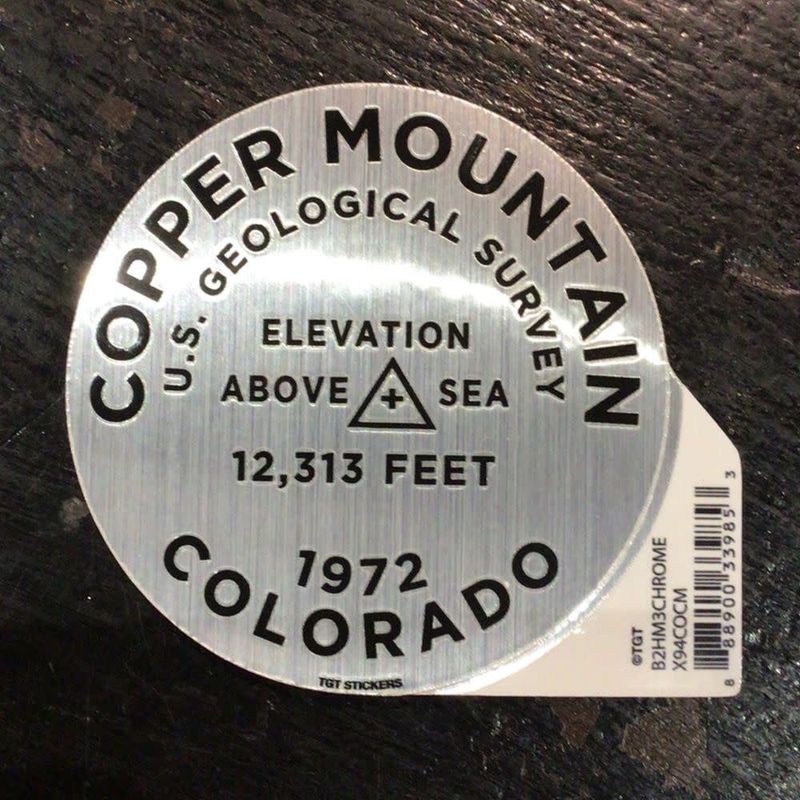 COPPER MOUNTAIN
U.S. GEOLOGICAL SURVEY
ELEVATION
ABOVE + SEA
12,313 FEET
1972
COLORADO
TGT STICKERS
©TGT
B2HM3CHROME
X94COCM
8 88900 33985 3